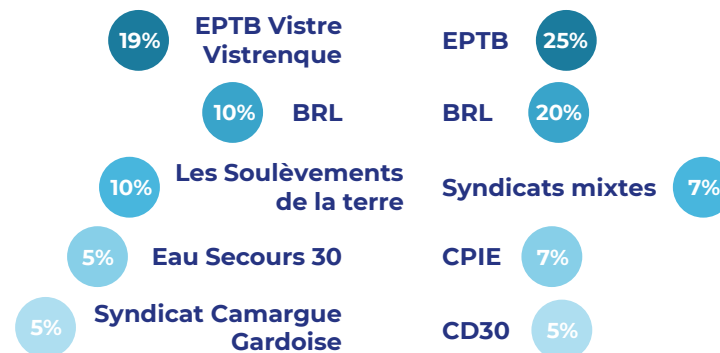 19% EPTB Vistre
Vistrenque
10% BRL
10% Les Soulèvements
de la terre
5% Eau Secours 30
5% Syndicat Camargue
Gardoise
EPTB 25%
BRL 20%
Syndicats mixtes 7%
CPIE 7%
CD30 5%